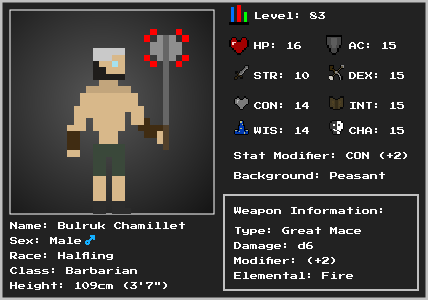 Level: 83
HP: 16
AC: 15
STR: 10
DEX: 15
CON: 14
INT: 15
WIS: 14
CHA: 15
Stat Modifier: CON (+2)
Background: Peasant
Name: Bulruk Chamillet
Sex: Male♂
Race: Halfling
Class: Barbarian
Height: 109cm (3'7")
Weapon Information:
Type: Great Mace
Damage: d6
Modifier: (+2)
Elemental: Fire